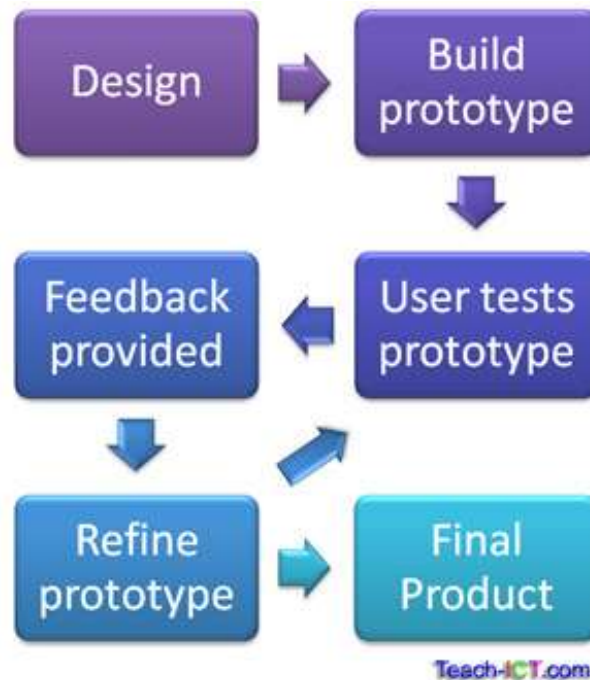 Design
Build
prototype
User tests
prototype
Feedback
provided
Refine
prototype
Final
Product
Teach-ICT.com